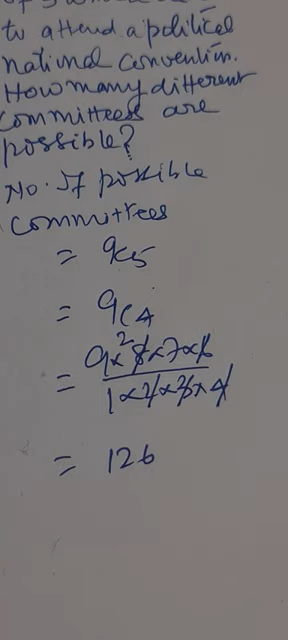 to attend a political
national convention.
How many different
committees are
possible?
No. of possible
committees
= 9C5
= 9C4
= 9×8×7×6 2
1×2×3×4
= 126